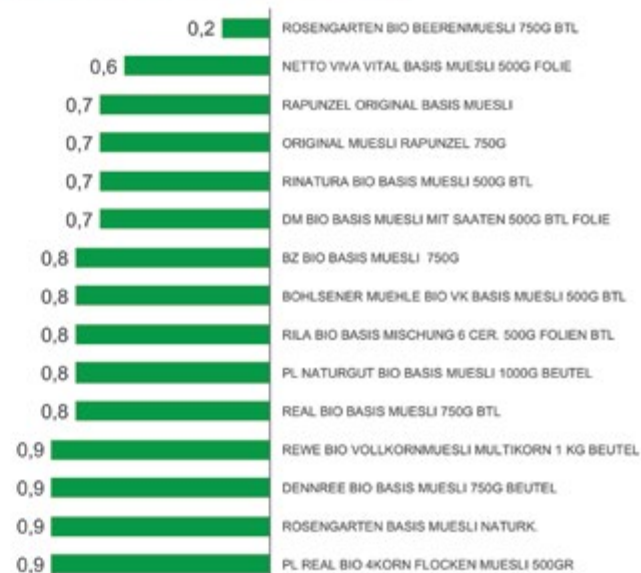 0,2 ROSENGARTEN BIO BEERENMUESLI 750G BTL
0,6 NETTO VIVA VITAL BASIS MUESLI 500G FOLIE
0,7 RAPUNZEL ORIGINAL BASIS MUESLI
0,7 ORIGINAL MUESLI RAPUNZEL 750G
0,7 RINATURA BIO BASIS MUESLI 500G BTL
0,7 DM BIO BASIS MUESLI MIT SAATEN 500G BTL FOLIE
0,8 BZ BIO BASIS MUESLI 750G
0,8 BOHLSENER MUEHLE BIO VK BASIS MUESLI 500G BTL
0,8 RILA BIO BASIS MISCHUNG 6 CER. 500G FOLIEN BTL
0,8 PL NATURGUT BIO BASIS MUESLI 1000G BEUTEL
0,8 REAL BIO BASIS MUESLI 750G BTL
0,9 REWE BIO VOLLKORNMUESLI MULTIKORN 1 KG BEUTEL
0,9 DENNREE BIO BASIS MUESLI 750G BEUTEL
0,9 ROSENGARTEN BASIS MUESLI NATURK.
0,9 PL REAL BIO 4KORN FLOCKEN MUESLI 500GR